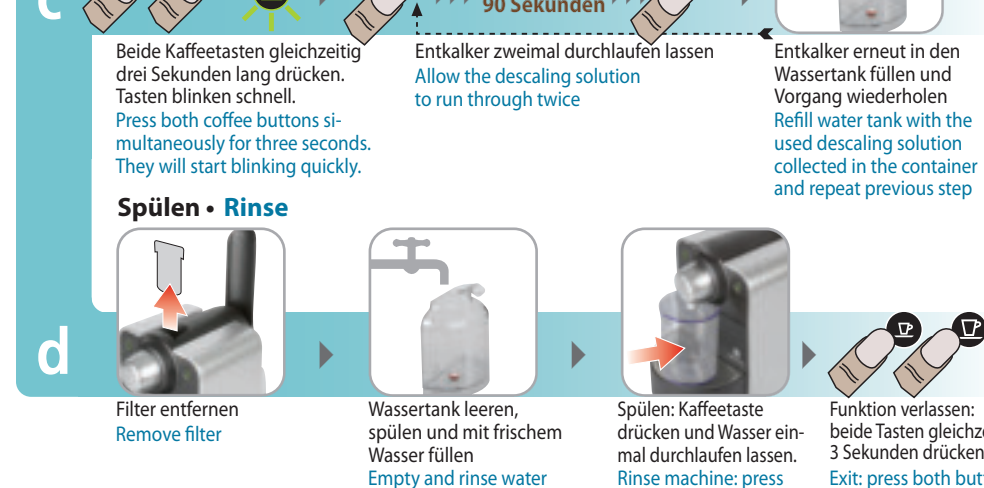 c
90 Sekunden
Beide Kaffeetasten gleichzeitig
drei Sekunden lang drücken.
Tasten blinken schnell.
Press both coffee buttons si-
multaneously for three seconds.
They will start blinking quickly.
Entkalker zweimal durchlaufen lassen
Allow the descaling solution
to run through twice
Entkalker erneut in den
Wassertank füllen und
Vorgang wiederholen
Refill water tank with the
used descaling solution
collected in the container
and repeat previous step
Spülen • Rinse
d
Filter entfernen
Remove filter
Wassertank leeren,
spülen und mit frischem
Wasser füllen
Empty and rinse water
Spülen: Kaffeetaste
drücken und Wasser ein-
mal durchlaufen lassen.
Rinse machine: press
Funktion verlassen:
beide Tasten gleichze
3 Sekunden drücken
Exit: press both but